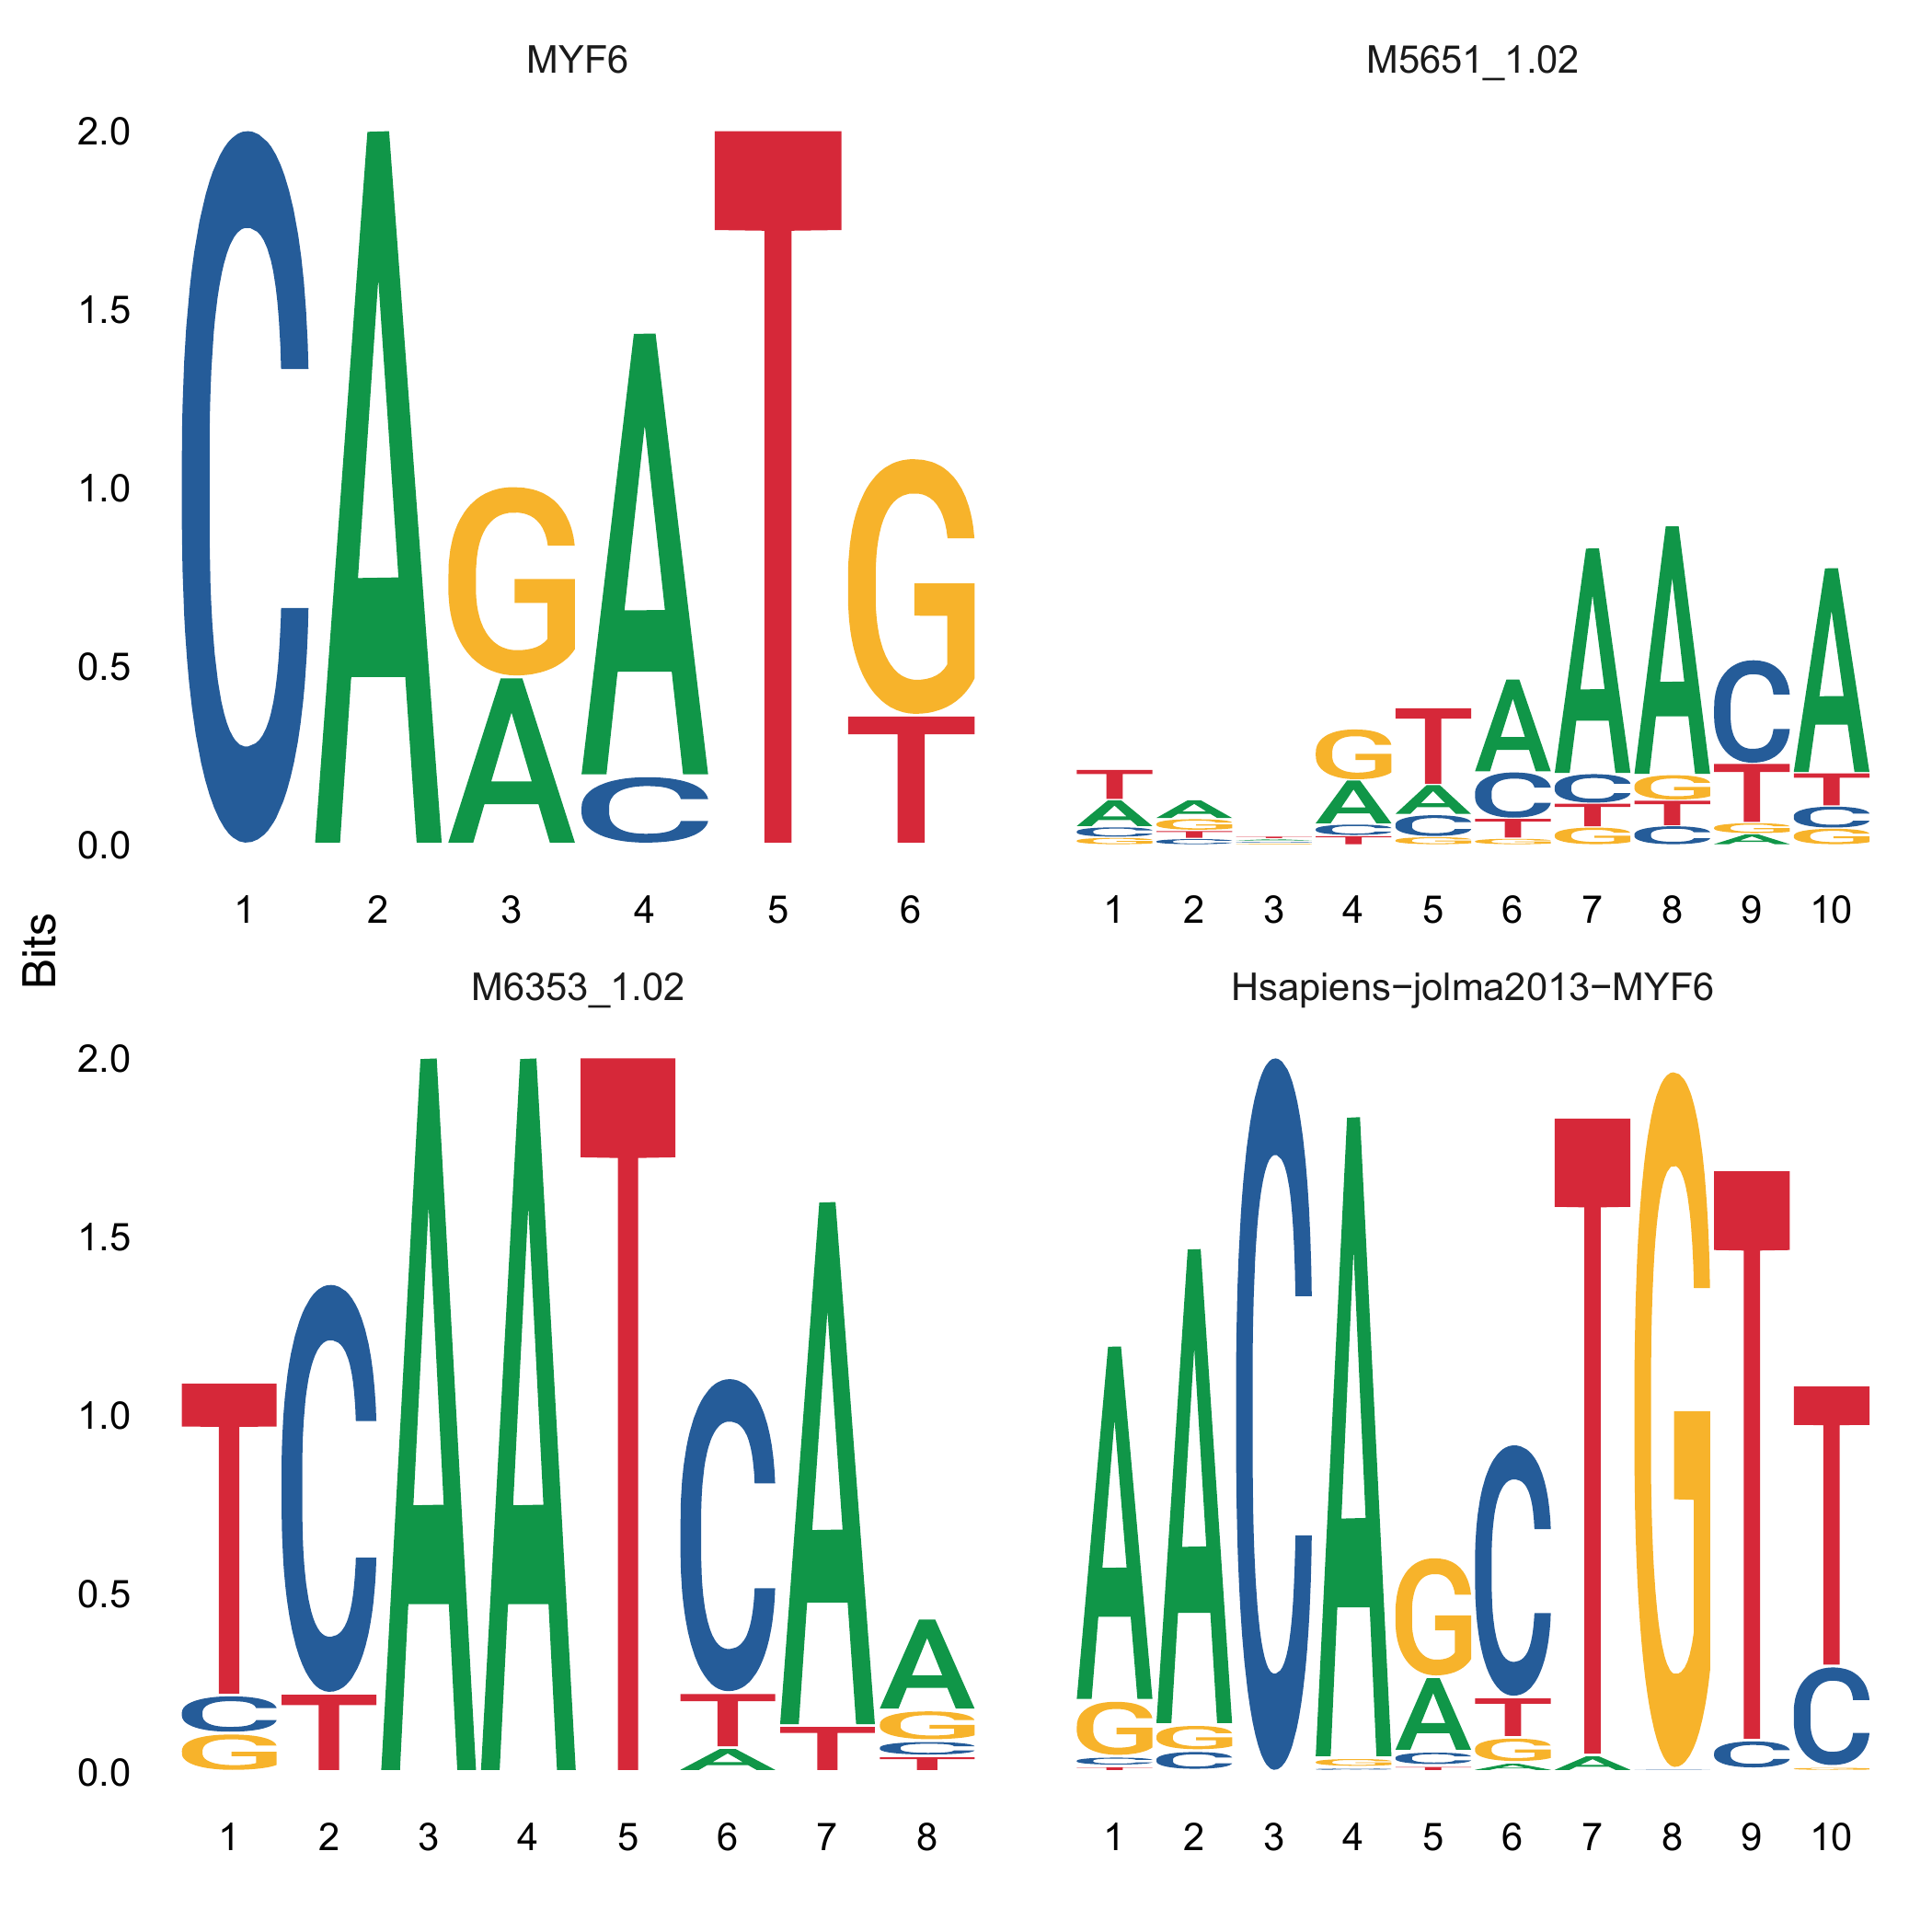 MYF6
M5651_1.02
2.0
1.5
1.0
0.5
0.0
CAGATG
A C T
1 2 3 4 5 6
1 2 3 4 5 6 7 8 9 10
Bits
M6353_1.02
Hsapiens−jolma2013−MYF6
2.0
1.5
1.0
0.5
0.0
TCAATCAA
AACAGCTGTT
1 2 3 4 5 6 7 8
1 2 3 4 5 6 7 8 9 10